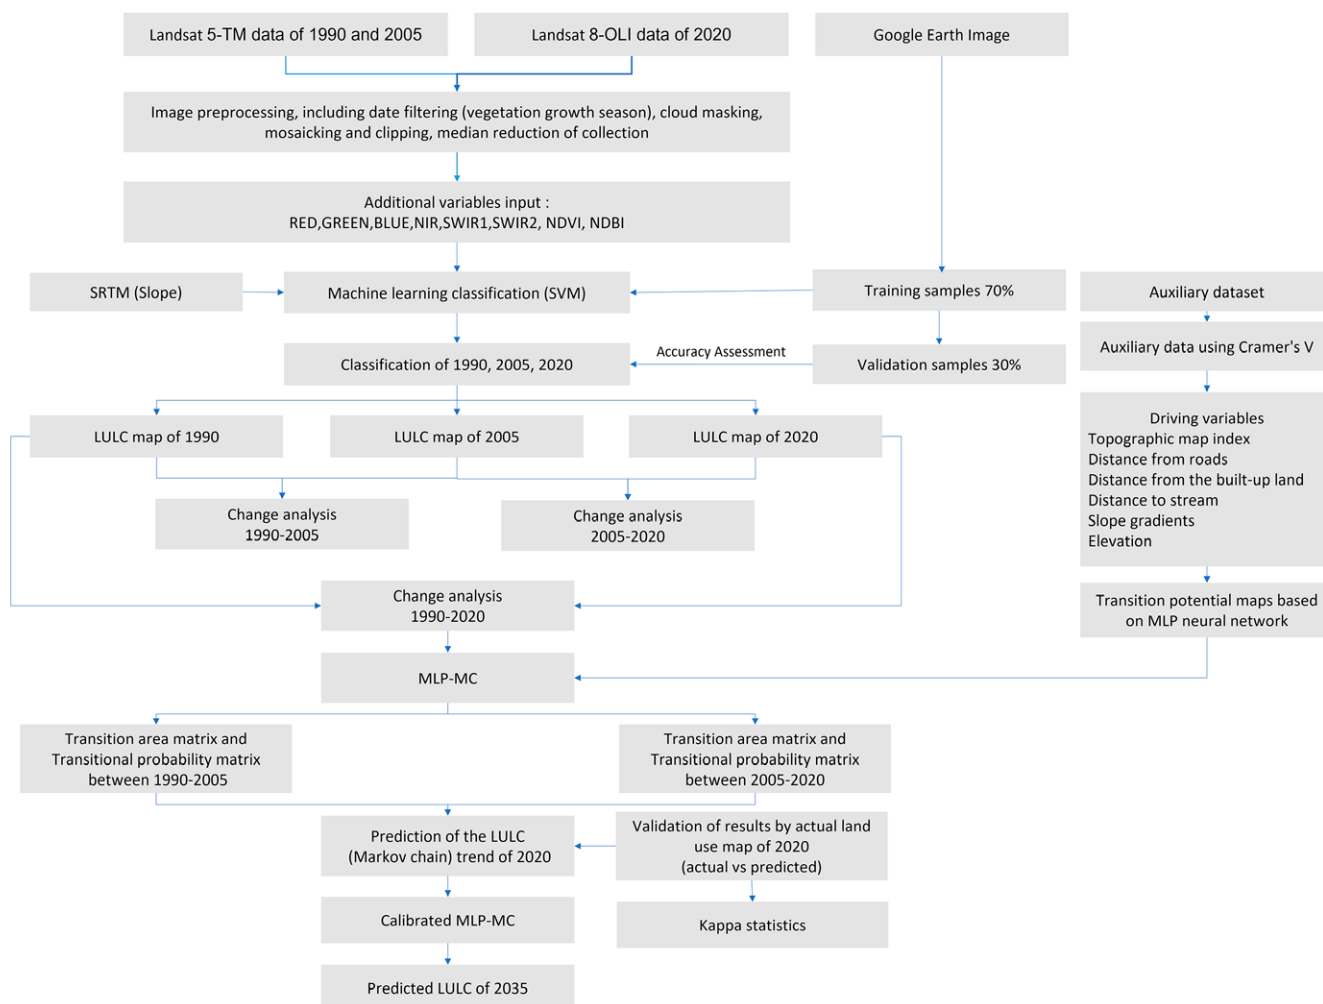 Landsat 5-TM data of 1990 and 2005
Landsat 8-OLI data of 2020
Google Earth Image
Image preprocessing, including date filtering (vegetation growth season), cloud masking,
mosaicking and clipping, median reduction of collection
Additional variables input :
RED,GREEN,BLUE,NIR,SWIR1,SWIR2, NDVI, NDBI
SRTM (Slope)
Machine learning classification (SVM)
Training samples 70%
Auxiliary dataset
Classification of 1990, 2005, 2020
Accuracy Assessment
Validation samples 30%
Auxiliary data using Cramer's V
LULC map of 1990
LULC map of 2005
LULC map of 2020
Driving variables
Topographic map index
Distance from roads
Distance from the built-up land
Distance to stream
Slope gradients
Elevation
Change analysis
1990-2005
Change analysis
2005-2020
Change analysis
1990-2020
Transition potential maps based
on MLP neural network
MLP-MC
Transition area matrix and
Transitional probability matrix
between 1990-2005
Transition area matrix and
Transitional probability matrix
between 2005-2020
Prediction of the LULC
(Markov chain) trend of 2020
Validation of results by actual land
use map of 2020
(actual vs predicted)
Calibrated MLP-MC
Kappa statistics
Predicted LULC of 2035